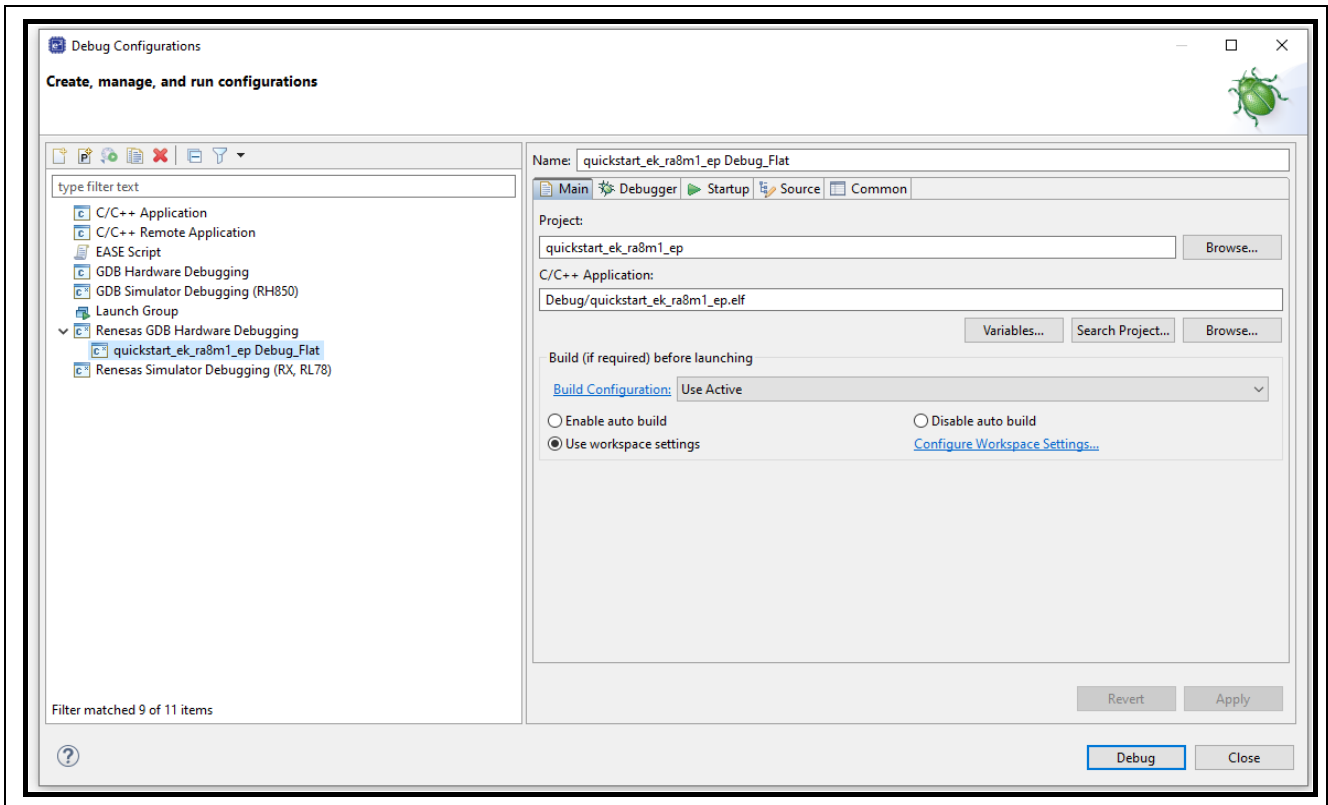 Debug Configurations
Create, manage, and run configurations
type filter text
C/C++ Application
C/C++ Remote Application
EASE Script
GDB Hardware Debugging
GDB Simulator Debugging (RH850)
Launch Group
Renesas GDB Hardware Debugging
quickstart_ek_ra8m1_ep Debug_Flat
Renesas Simulator Debugging (RX, RL78)
Filter matched 9 of 11 items
Name: quickstart_ek_ra8m1_ep Debug_Flat
Main Debugger Startup Source Common
Project:
quickstart_ek_ra8m1_ep Browse...
C/C++ Application:
Debug/quickstart_ek_ra8m1_ep.elf
Variables... Search Project... Browse...
Build (if required) before launching
Build Configuration: Use Active
Enable auto build Disable auto build
Use workspace settings Configure Workspace Settings...
Revert Apply
Debug Close